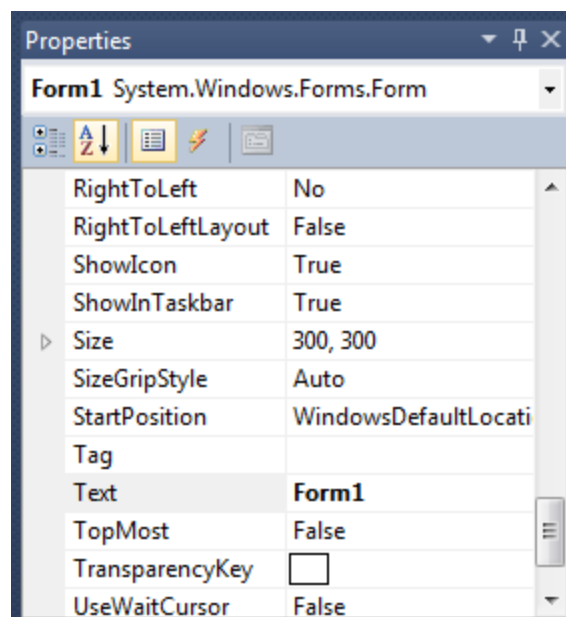 Properties
Form1 System.Windows.Forms.Form
A
Z
RightToLeft No
RightToLeftLayout False
ShowIcon True
ShowInTaskbar True
Size 300, 300
SizeGripStyle Auto
StartPosition WindowsDefaultLocati
Tag
Text Form1
TopMost False
TransparencyKey
UseWaitCursor False